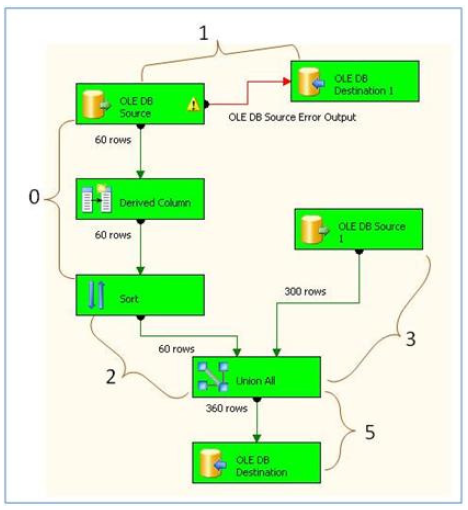 1
OLE DB
Source
OLE DB
Destination 1
OLE DB Source Error Output
60 rows
0
Derived Column
60 rows
OLE DB Source
1
Sort
300 rows
3
60 rows
2
Union All
360 rows
5
OLE DB
Destination